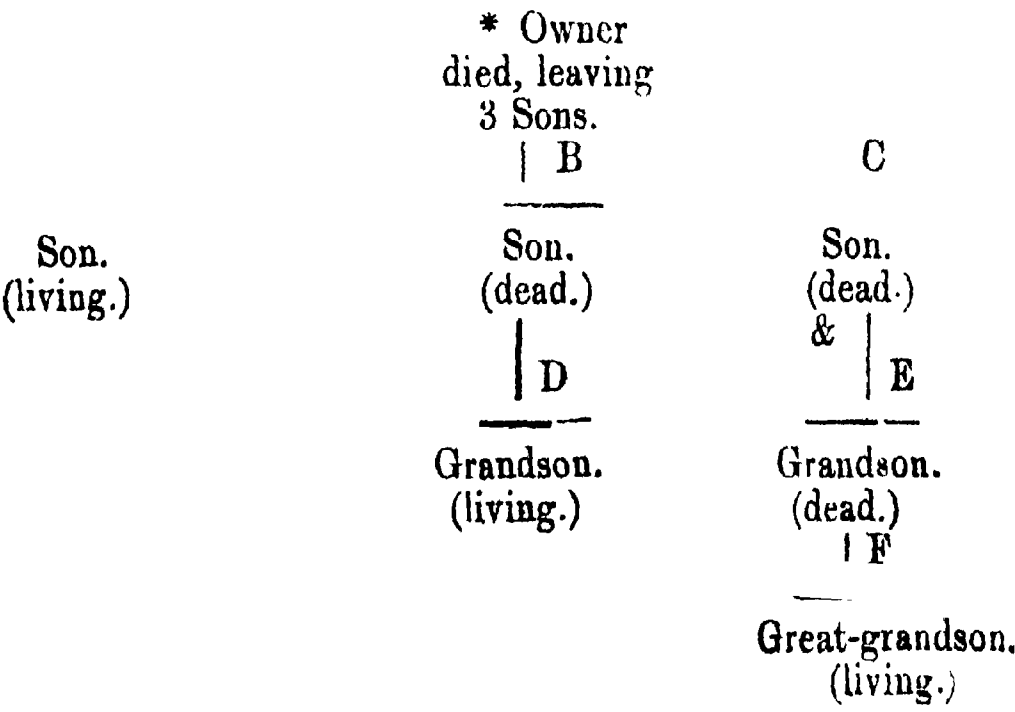 * Owner
died, leaving
3 Sons.
B C
Son. Son. Son.
(living.) (dead.) (dead.)
&
D E
Grandson. Grandson.
(living.) (dead.)
F
Great-grandson.
(living.)